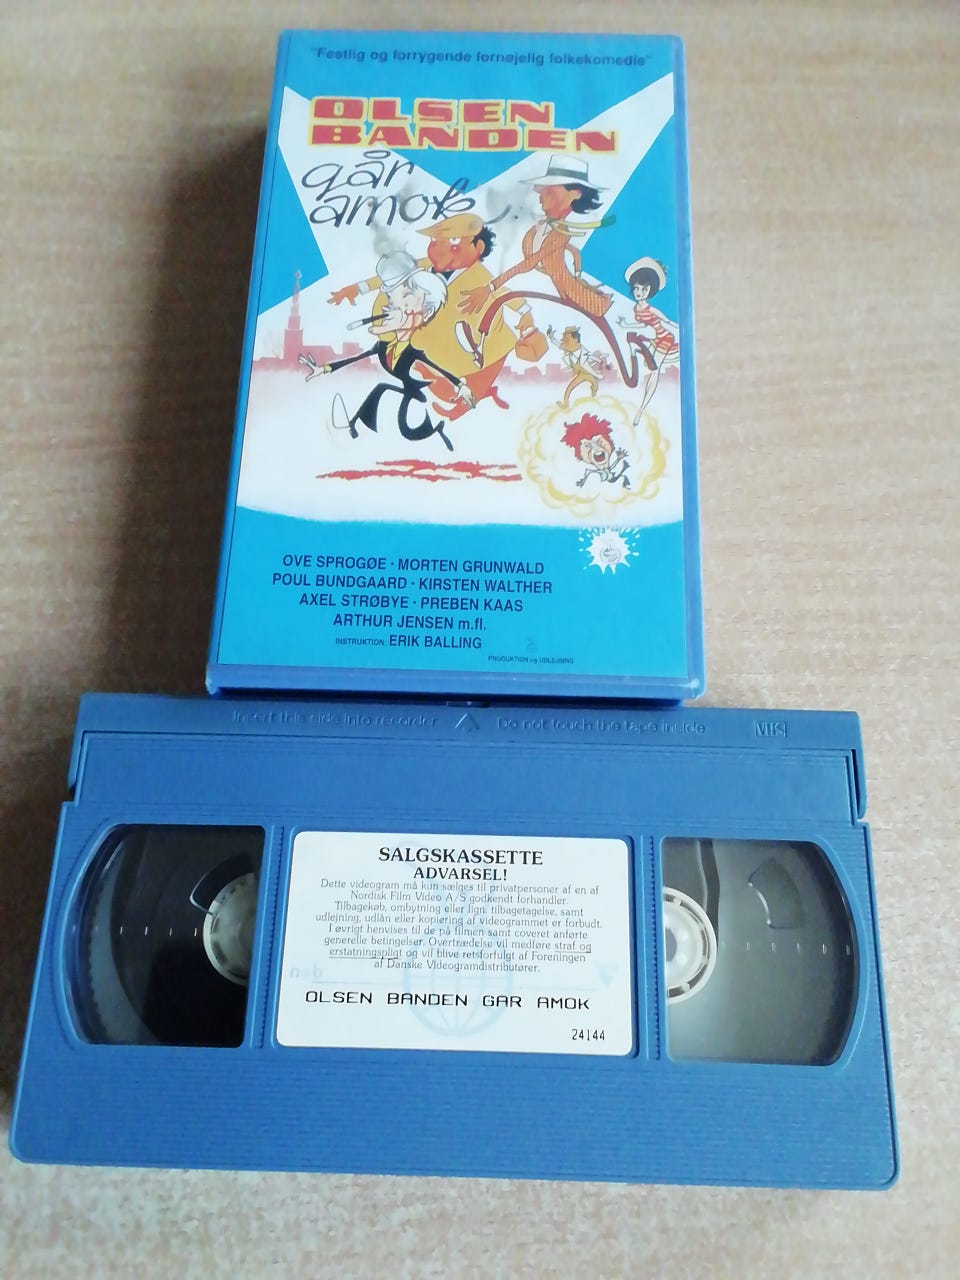 "Festlig og forrygende fornøjelig folkekomedie"
OLSEN
BANDEN
går
amok
OVE SPROGØE · MORTEN GRUNWALD
POUL BUNDGAARD · KIRSTEN WALTHER
AXEL STRØBYE · PREBEN KAAS
ARTHUR JENSEN m.fl.
INSTRUKTION: ERIK BALLING
PRODUKTION og UDLEJNING
Insert this side into recorder Do not touch the tape inside VHS
SALGSKASSETTE
ADVARSEL!
Dette videogram må kun sælges til privatpersoner af en af
Nordisk Film Video A/S godkendt forhandler.
Tilbagekøb, ombytning eller lign. tilbagetagelse, samt
udlejning, udlån eller kopiering af videogrammet er forbudt.
I øvrigt henvises til de på filmen samt coveret anførte
generelle betingelser. Overtrædelse vil medføre straf og
erstatningspligt og vil blive retsforfulgt af Foreningen
af Danske Videogramdistributører.
OLSEN BANDEN GAR AMOK
24144